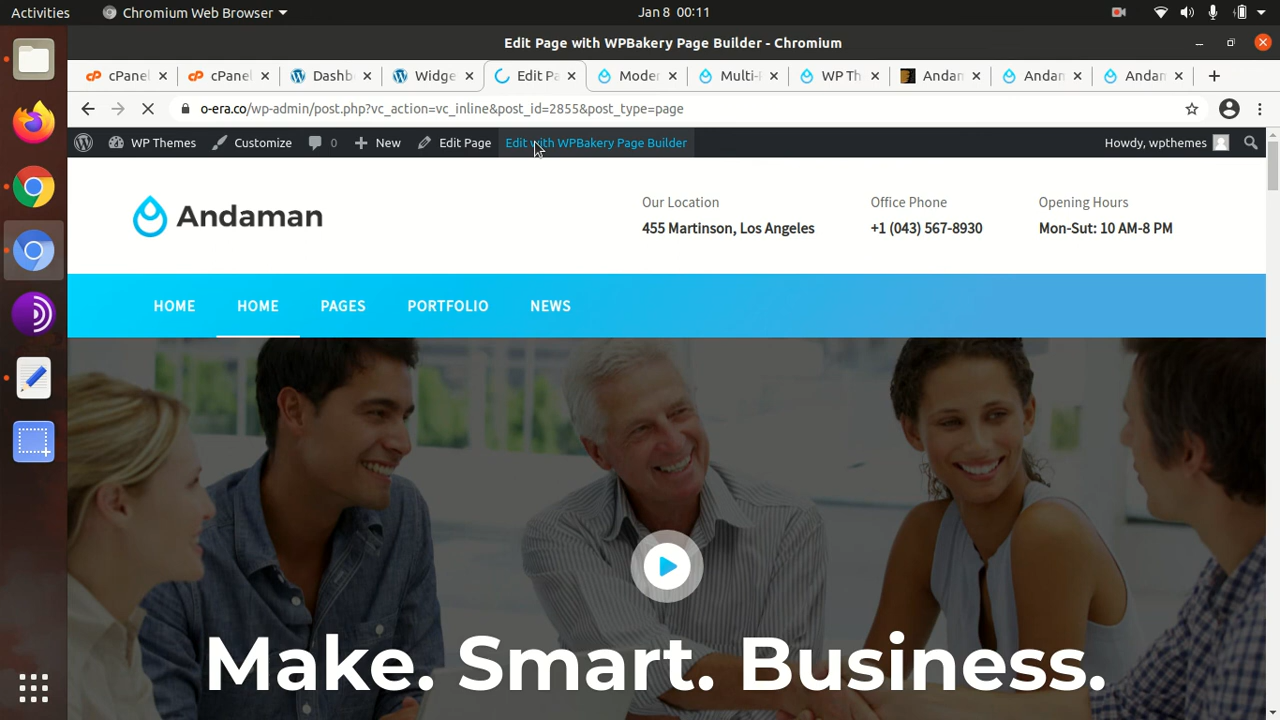 Activities
Chromium Web Browser
Jan 8 00:11
Edit Page with WPBakery Page Builder - Chromium
cPanel
cPanel
Dashb
Widge
Edit Pa
Moder
Multi-
WP Th
Andam
Andan
Andan
o-era.co/wp-admin/post.php?vc_action=vc_inline&post_id=2855&post_type=page
WP Themes
Customize
0
New
Edit Page
Edit with WPBakery Page Builder
Howdy, wpthemes
Andaman
Our Location
455 Martinson, Los Angeles
Office Phone
+1 (043) 567-8930
Opening Hours
Mon-Sut: 10 AM-8 PM
HOME
HOME
PAGES
PORTFOLIO
NEWS
Make. Smart. Business.